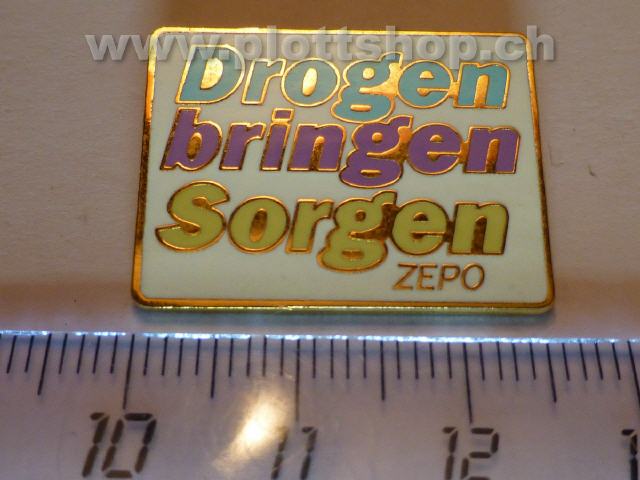 www.plottshop.ch
Drogen
bringen
Sorgen
ZEPO
10 11 12